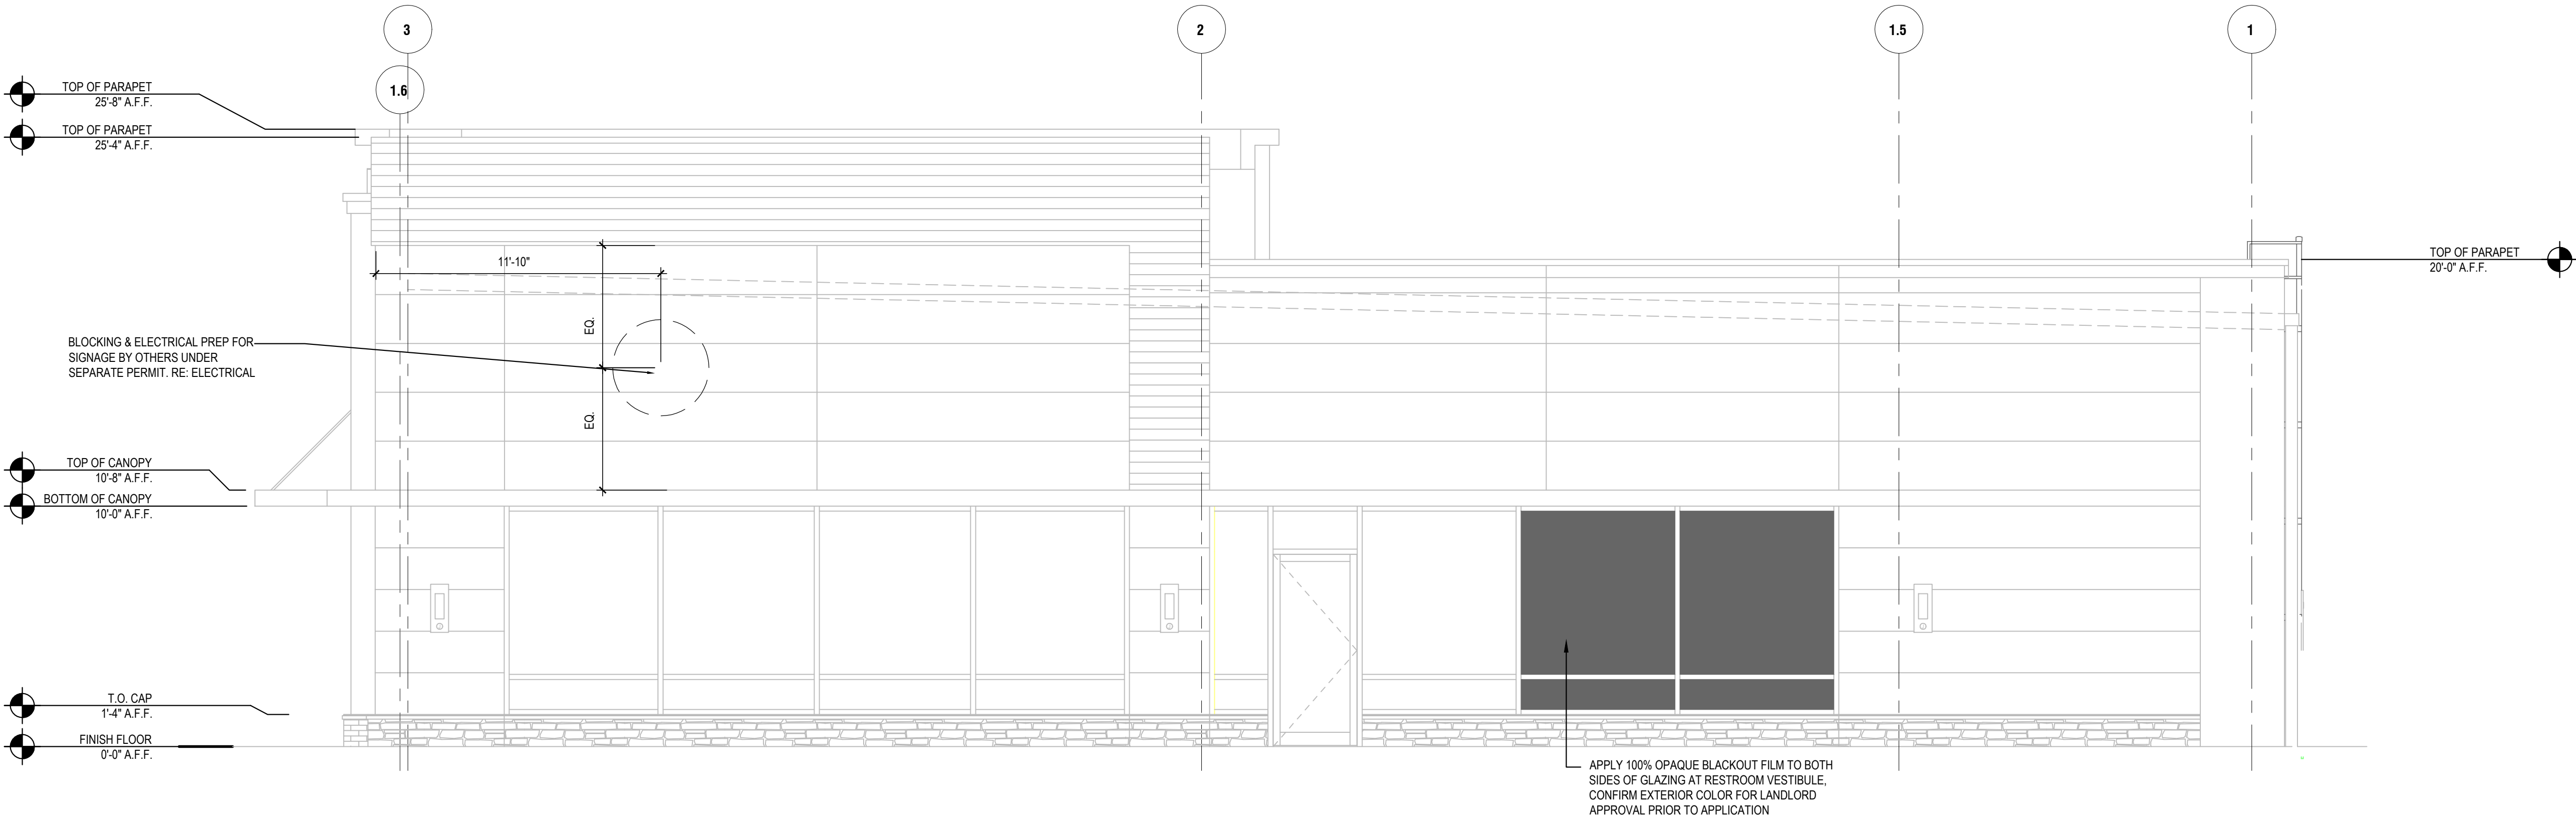 3
2
1.5
1
1.6
TOP OF PARAPET
25'-8" A.F.F.
TOP OF PARAPET
25'-4" A.F.F.
11'-10"
EQ.
EQ.
TOP OF PARAPET
20'-0" A.F.F.
BLOCKING & ELECTRICAL PREP FOR
SIGNAGE BY OTHERS UNDER
SEPARATE PERMIT. RE: ELECTRICAL
TOP OF CANOPY
10'-8" A.F.F.
BOTTOM OF CANOPY
10'-0" A.F.F.
T.O. CAP
1'-4" A.F.F.
FINISH FLOOR
0'-0" A.F.F.
APPLY 100% OPAQUE BLACKOUT FILM TO BOTH
SIDES OF GLAZING AT RESTROOM VESTIBULE,
CONFIRM EXTERIOR COLOR FOR LANDLORD
APPROVAL PRIOR TO APPLICATION